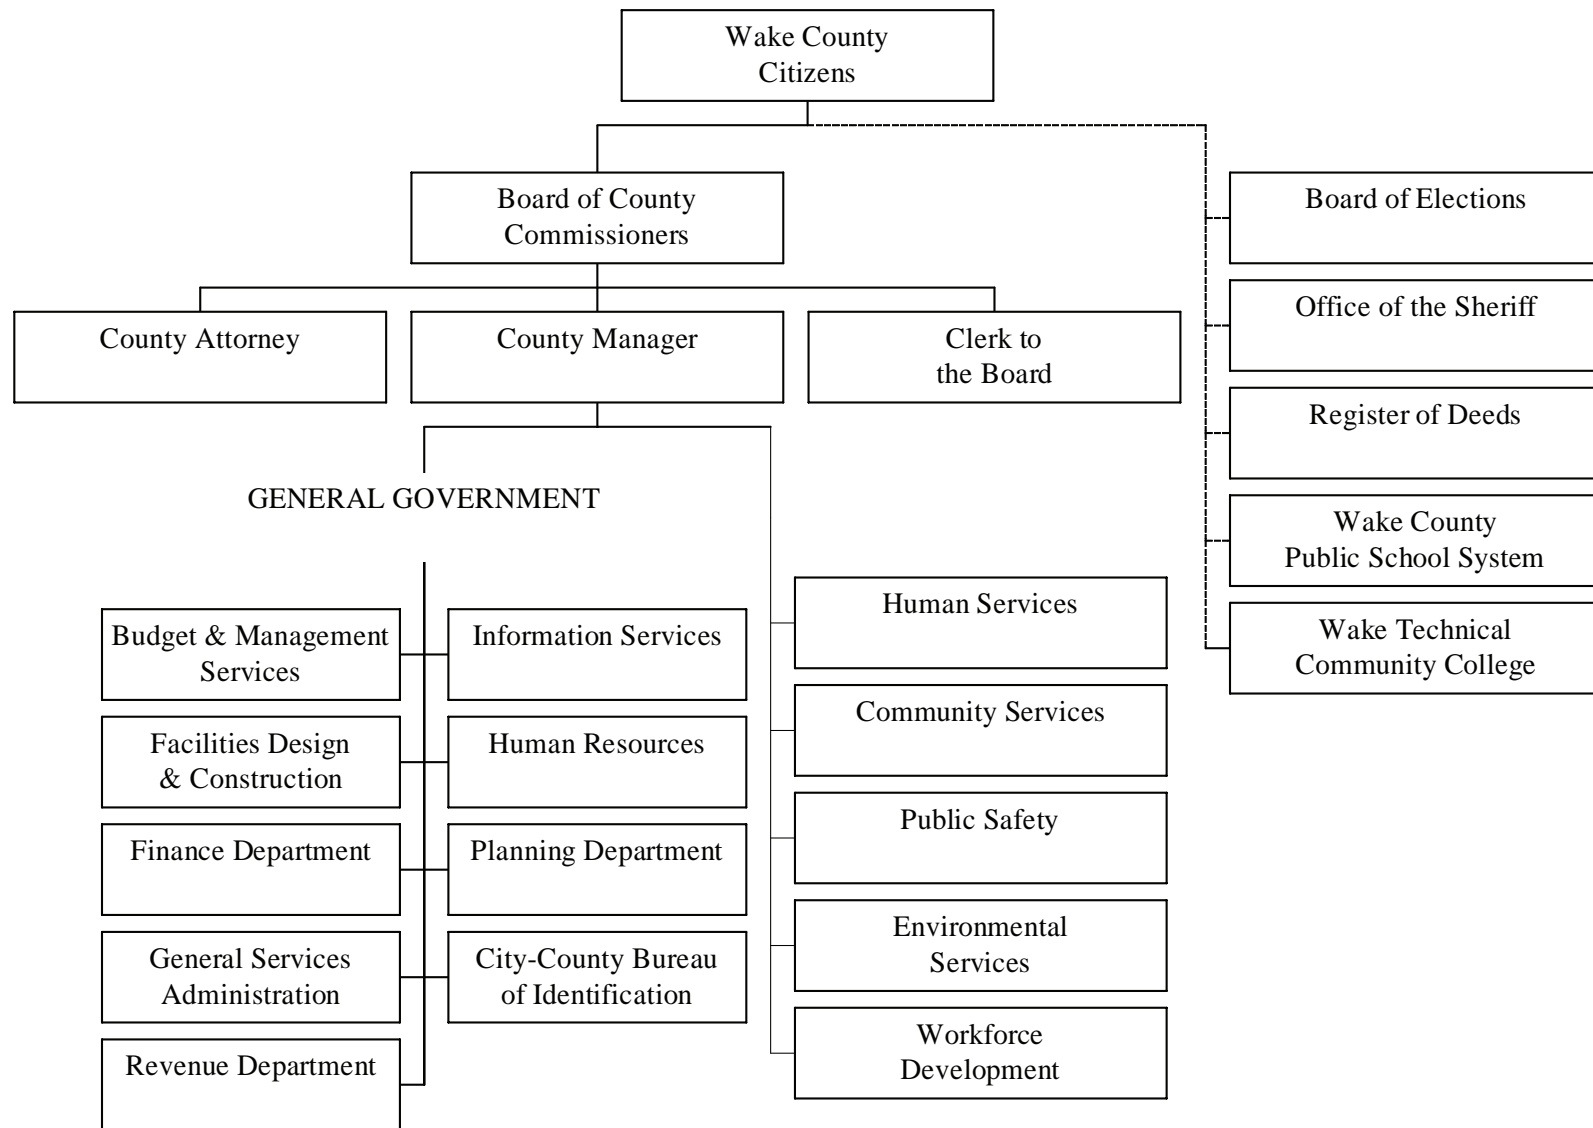 Wake County
Citizens
Board of County
Commissioners
Board of Elections
Office of the Sheriff
County Attorney
County Manager
Clerk to
the Board
Register of Deeds
GENERAL GOVERNMENT
Wake County
Public School System
Human Services
Wake Technical
Community College
Budget & Management
Services
Information Services
Community Services
Facilities Design
& Construction
Human Resources
Public Safety
Finance Department
Planning Department
Environmental
Services
General Services
Administration
City-County Bureau
of Identification
Workforce
Development
Revenue Department